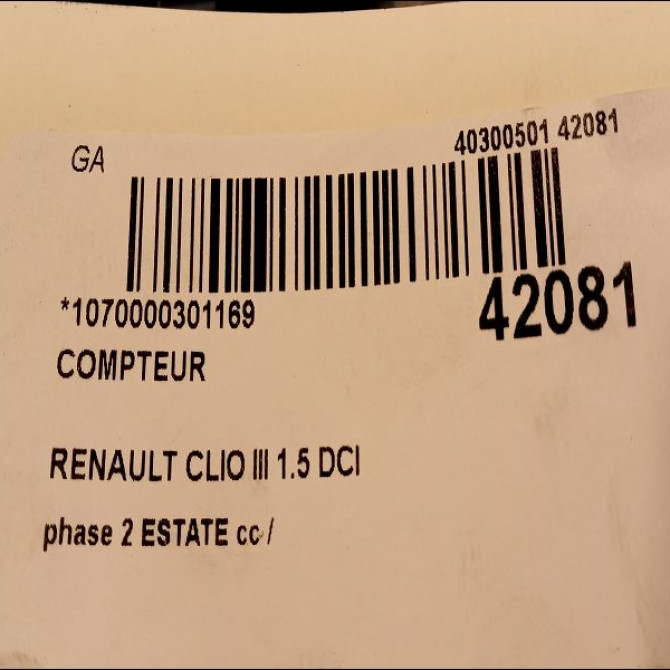 GA
40300501 42081
*1070000301169
42081
COMPTEUR
RENAULT CLIO III 1.5 DCI
phase 2 ESTATE cc /